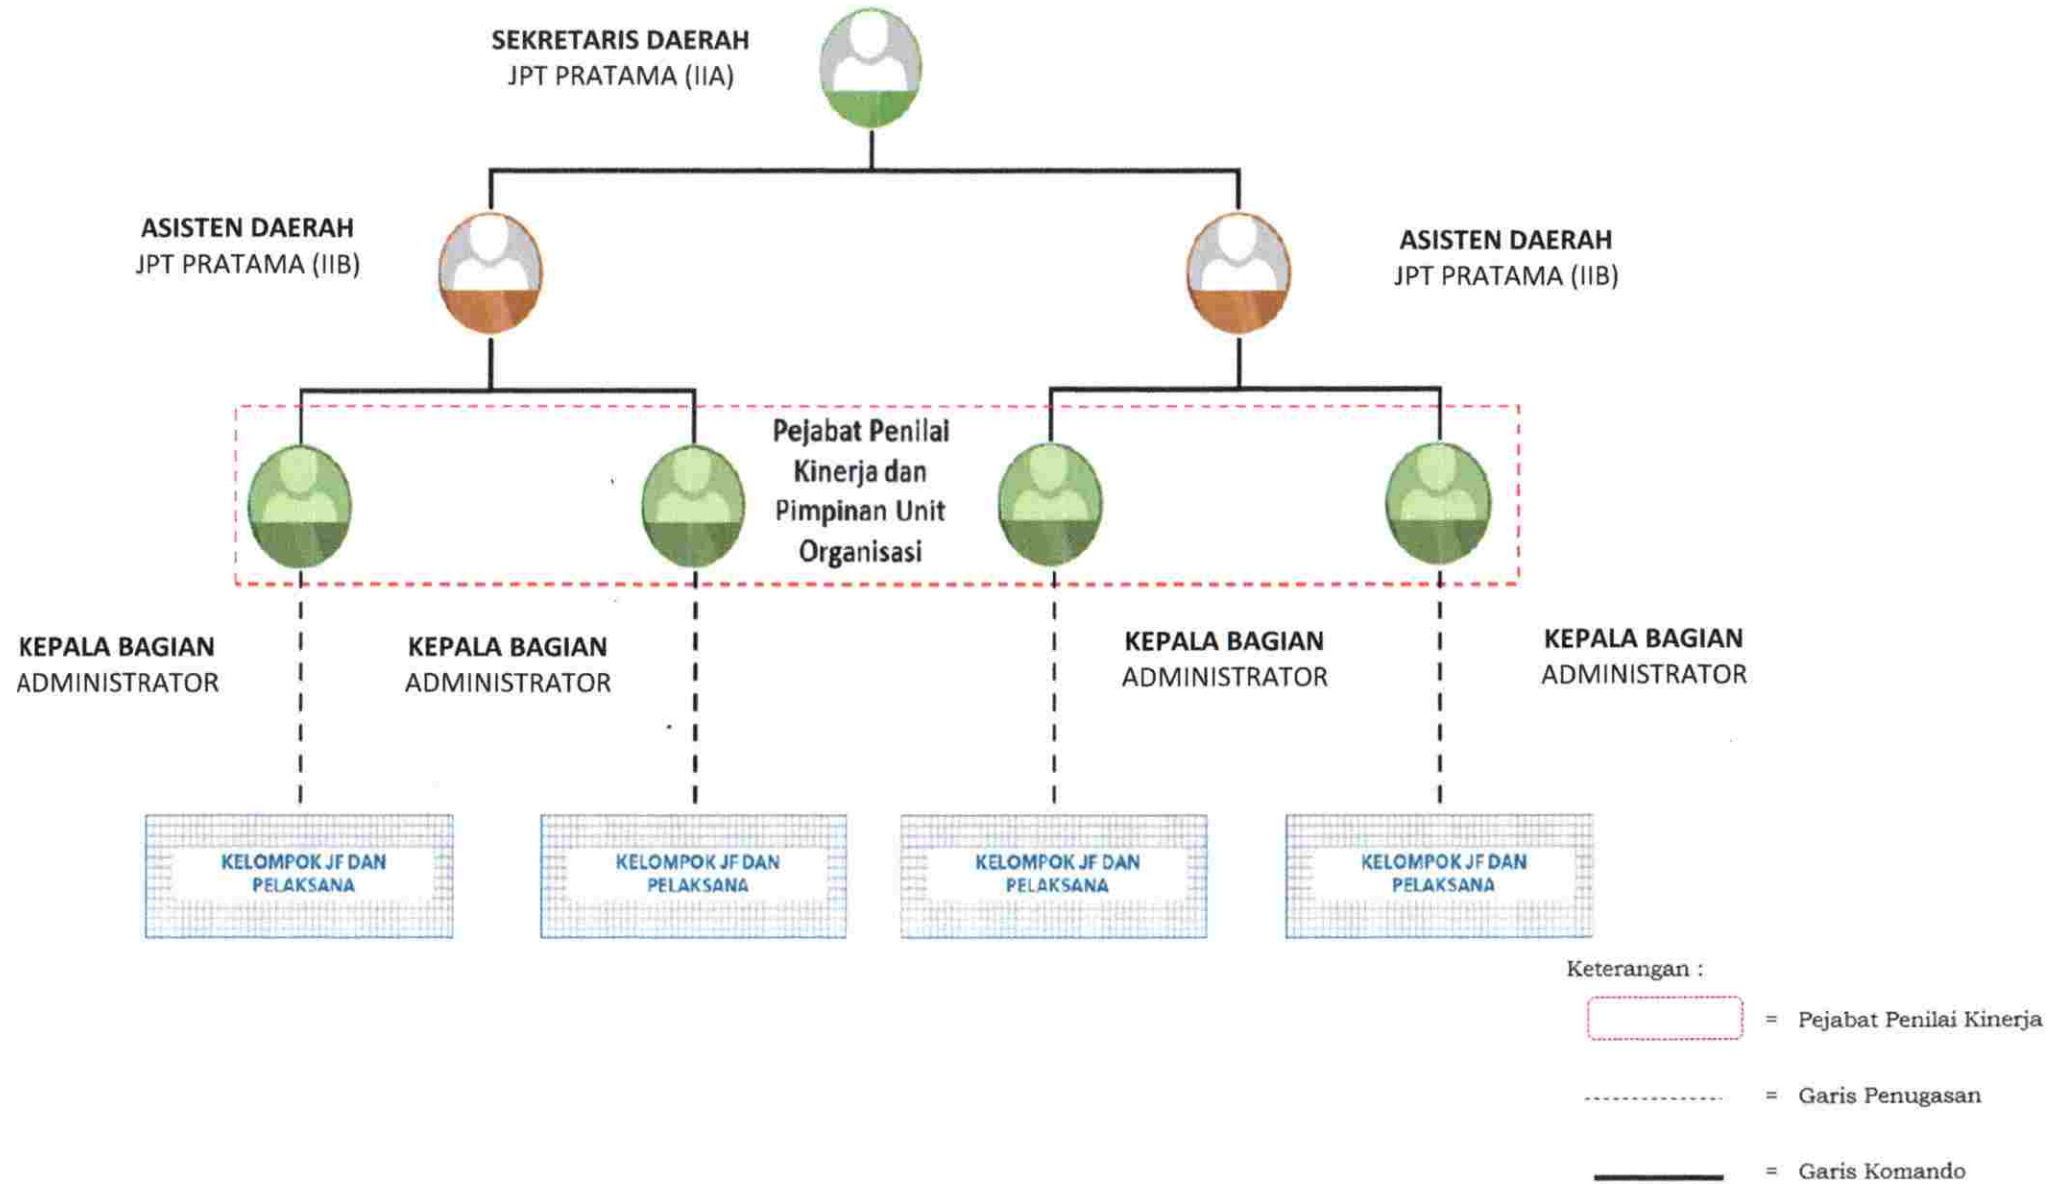 SEKRETARIS DAERAH
JPT PRATAMA (IIA)
ASISTEN DAERAH
JPT PRATAMA (IIB)
ASISTEN DAERAH
JPT PRATAMA (IIB)
Pejabat Penilai
Kinerja dan
Pimpinan Unit
Organisasi
KEPALA BAGIAN
ADMINISTRATOR
KEPALA BAGIAN
ADMINISTRATOR
KEPALA BAGIAN
ADMINISTRATOR
KEPALA BAGIAN
ADMINISTRATOR
KELOMPOK JF DAN
PELAKSANA
KELOMPOK JF DAN
PELAKSANA
KELOMPOK JF DAN
PELAKSANA
KELOMPOK JF DAN
PELAKSANA
Keterangan :
= Pejabat Penilai Kinerja
= Garis Penugasan
= Garis Komando